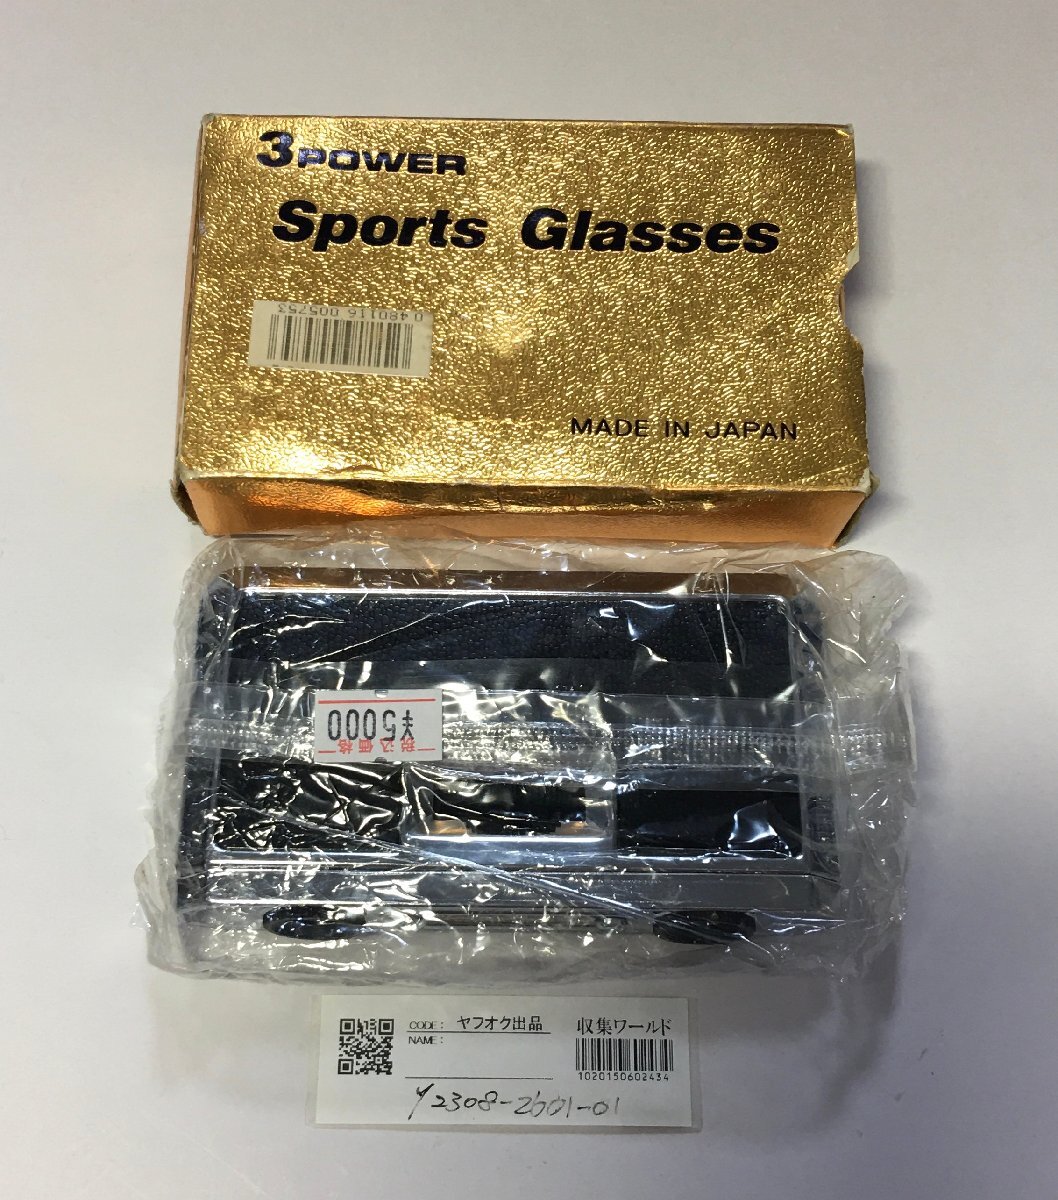 3POWER
Sports Glasses
0 480116 005753
MADE IN JAPAN
税込価格
¥5000
CODE: ヤフオク出品
収集ワールド
NAME:
1020150602434
Y2308-2601-01